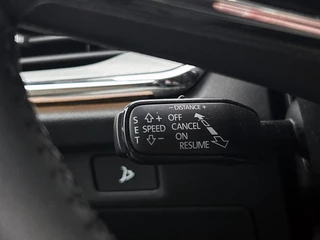 - DISTANCE +
S ⇧+ OFF
E SPEED CANCEL
T ⇩- ON
RESUME